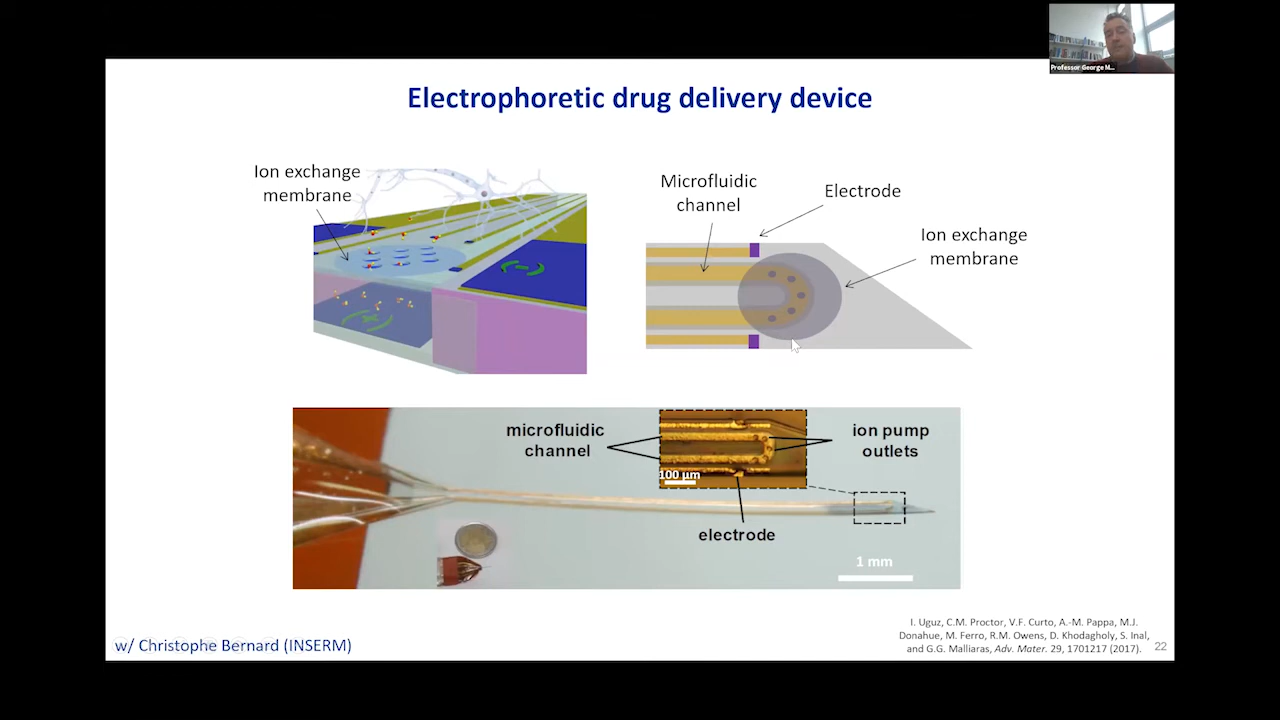 Professor George M...
Electrophoretic drug delivery device
Ion exchange
membrane
Microfluidic
channel
Electrode
Ion exchange
membrane
microfluidic
channel
100 µm
ion pump
outlets
electrode
1 mm
w/ Christophe Bernard (INSERM)
I. Uguz, C.M. Proctor, V.F. Curto, A.-M. Pappa, M.J.
Donahue, M. Ferro, R.M. Owens, D. Khodagholy, S. Inal,
and G.G. Malliaras, Adv. Mater. 29, 1701217 (2017).
22